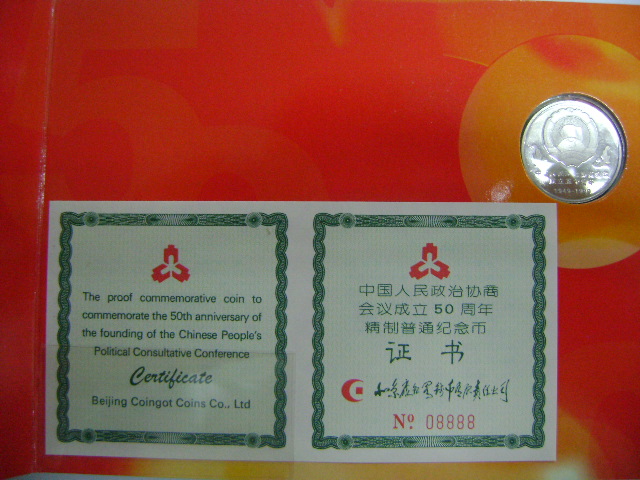 The proof commemorative coin to
commemorate the 50th anniversary of
the founding of the Chinese People's
Political Consultative Conference
Certificate
Beijing Coingot Coins Co., Ltd
中国人民政治协商
会议成立50周年
精制普通纪念币
证书
Nº 08888